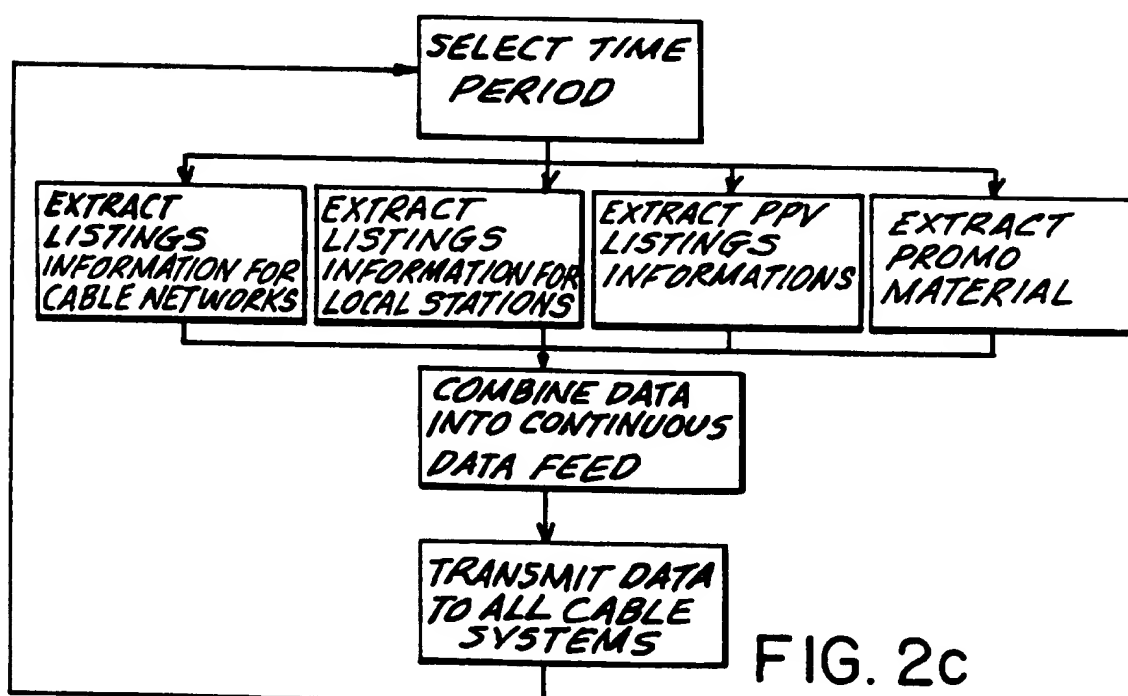 SELECT TIME
PERIOD
EXTRACT
LISTINGS
INFORMATION FOR
CABLE NETWORKS
EXTRACT
LISTINGS
INFORMATION FOR
LOCAL STATIONS
EXTRACT PPV
LISTINGS
INFORMATIONS
EXTRACT
PROMO
MATERIAL
COMBINE DATA
INTO CONTINUOUS
DATA FEED
TRANSMIT DATA
TO ALL CABLE
SYSTEMS
FIG. 2c